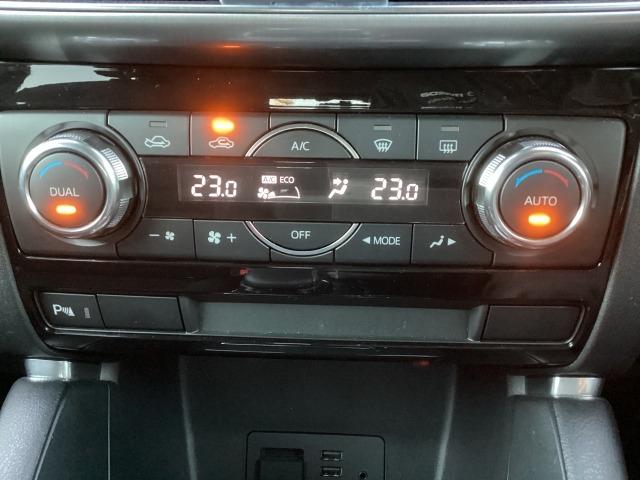 A/C
DUAL
23.0
A/C ECO
23.0
AUTO
- +
OFF
◄MODE
►
P